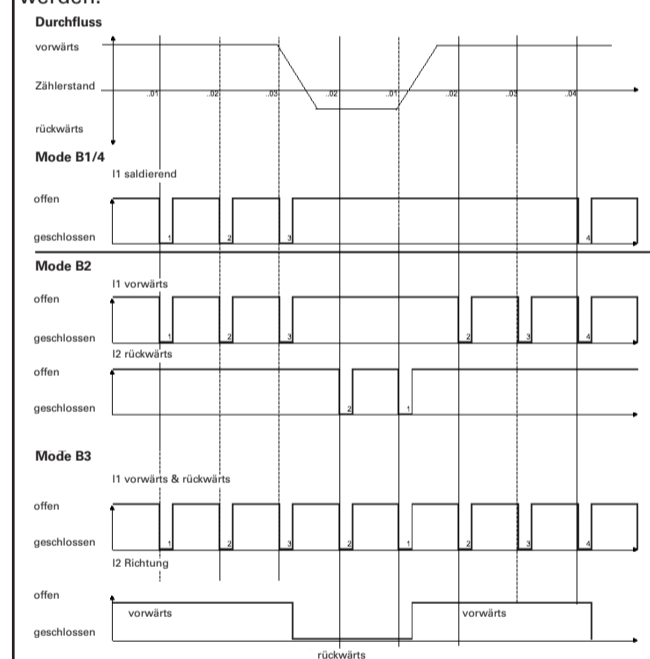 werden.
Durchfluss
vorwärts
Zählerstand
..01 ..02 ..03 ..02 ..01 ..02 ..03 ..04
rückwärts
Mode B1/4
I1 saldierend
offen
geschlossen
1 2 3 4
Mode B2
I1 vorwärts
offen
geschlossen
1 2 3 2 3 4
I2 rückwärts
offen
geschlossen
2 1
Mode B3
I1 vorwärts & rückwärts
offen
geschlossen
1 2 3 2 1 2 3 4
I2 Richtung
offen
vorwärts vorwärts
geschlossen
rückwärts